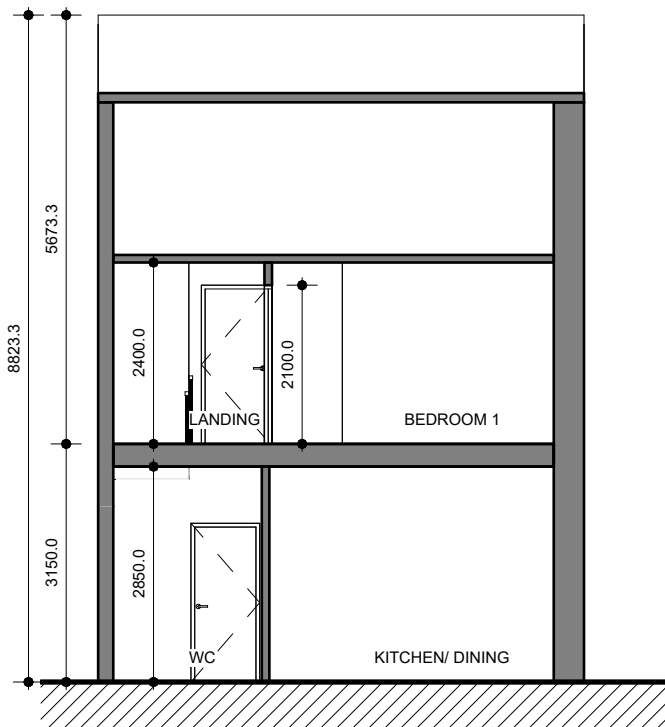 5673.3
8823.3
2400.0
2100.0
LANDING
BEDROOM 1
3150.0
2850.0
WC
KITCHEN/ DINING